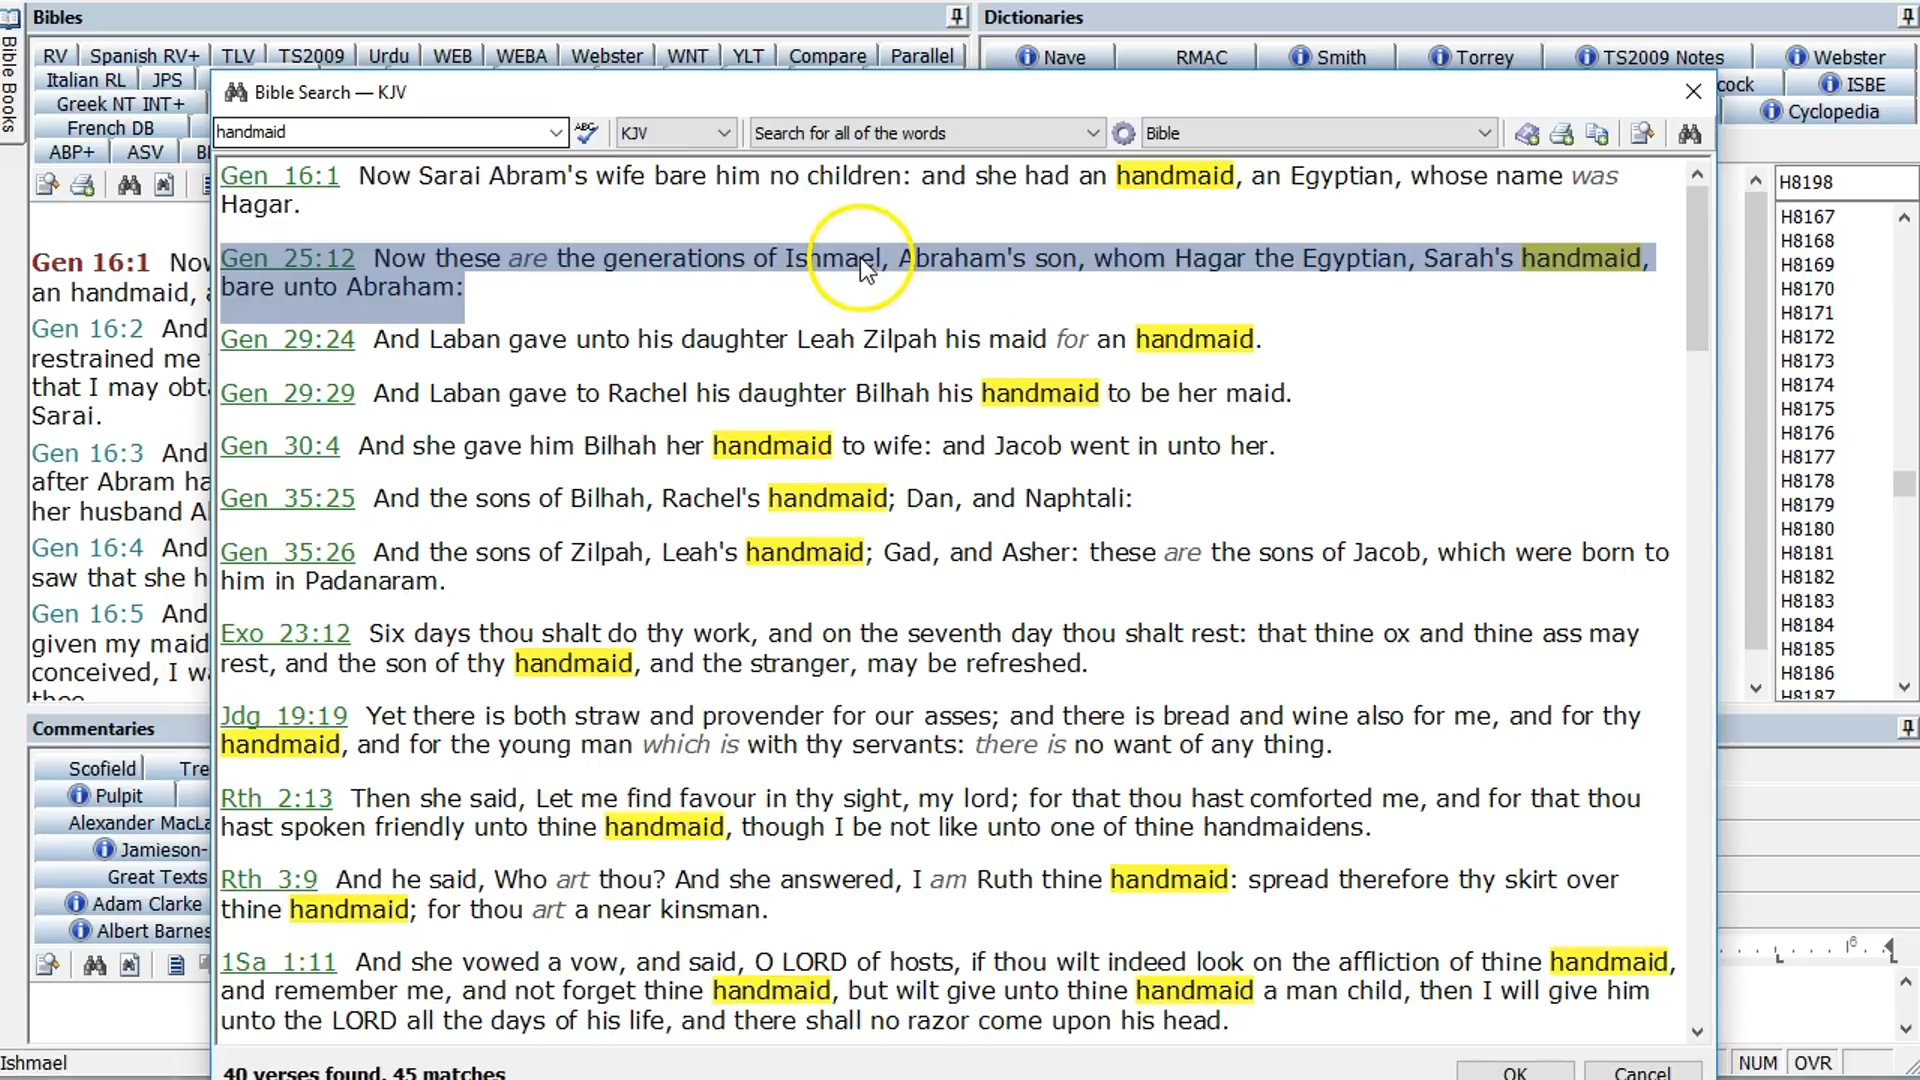 Bibles
Dictionaries
Bible Books
RV Spanish RV+ TLV TS2009 Urdu WEB WEBA Webster WNT YLT Compare Parallel
Italian RL JPS
Greek NT INT+
French DB
ABP+ ASV
Nave RMAC Smith Torrey TS2009 Notes Webster
ISBE
Cyclopedia
Bible Search — KJV
handmaid KJV Search for all of the words Bible
Gen 16:1 Now Sarai Abram's wife bare him no children: and she had an handmaid, an Egyptian, whose name was
Hagar.
Gen 25:12 Now these are the generations of Ishmael, Abraham's son, whom Hagar the Egyptian, Sarah's handmaid,
bare unto Abraham:
Gen 29:24 And Laban gave unto his daughter Leah Zilpah his maid for an handmaid.
Gen 29:29 And Laban gave to Rachel his daughter Bilhah his handmaid to be her maid.
Gen 30:4 And she gave him Bilhah her handmaid to wife: and Jacob went in unto her.
Gen 35:25 And the sons of Bilhah, Rachel's handmaid; Dan, and Naphtali:
Gen 35:26 And the sons of Zilpah, Leah's handmaid; Gad, and Asher: these are the sons of Jacob, which were born to
him in Padanaram.
Exo 23:12 Six days thou shalt do thy work, and on the seventh day thou shalt rest: that thine ox and thine ass may
rest, and the son of thy handmaid, and the stranger, may be refreshed.
Jdg 19:19 Yet there is both straw and provender for our asses; and there is bread and wine also for me, and for thy
handmaid, and for the young man which is with thy servants: there is no want of any thing.
Rth 2:13 Then she said, Let me find favour in thy sight, my lord; for that thou hast comforted me, and for that thou
hast spoken friendly unto thine handmaid, though I be not like unto one of thine handmaidens.
Rth 3:9 And he said, Who art thou? And she answered, I am Ruth thine handmaid: spread therefore thy skirt over
thine handmaid; for thou art a near kinsman.
1Sa 1:11 And she vowed a vow, and said, O LORD of hosts, if thou wilt indeed look on the affliction of thine handmaid,
and remember me, and not forget thine handmaid, but wilt give unto thine handmaid a man child, then I will give him
unto the LORD all the days of his life, and there shall no razor come upon his head.
40 verses found, 45 matches
OK Cancel
Gen 16:1 Now
an handmaid,
Gen 16:2 And
restrained me
that I may
Sarai.
Gen 16:3 And
after Abram
her husband
Gen 16:4 And
saw that she
Gen 16:5 And
given my maid
conceived, I
thee
Commentaries
Scofield
Pulpit
Alexander
Jamieson-
Great Texts
Adam Clarke
Albert Barnes
Ishmael
H8198
H8167
H8168
H8169
H8170
H8171
H8172
H8173
H8174
H8175
H8176
H8177
H8178
H8179
H8180
H8181
H8182
H8183
H8184
H8185
H8186
H8187
6
NUM OVR